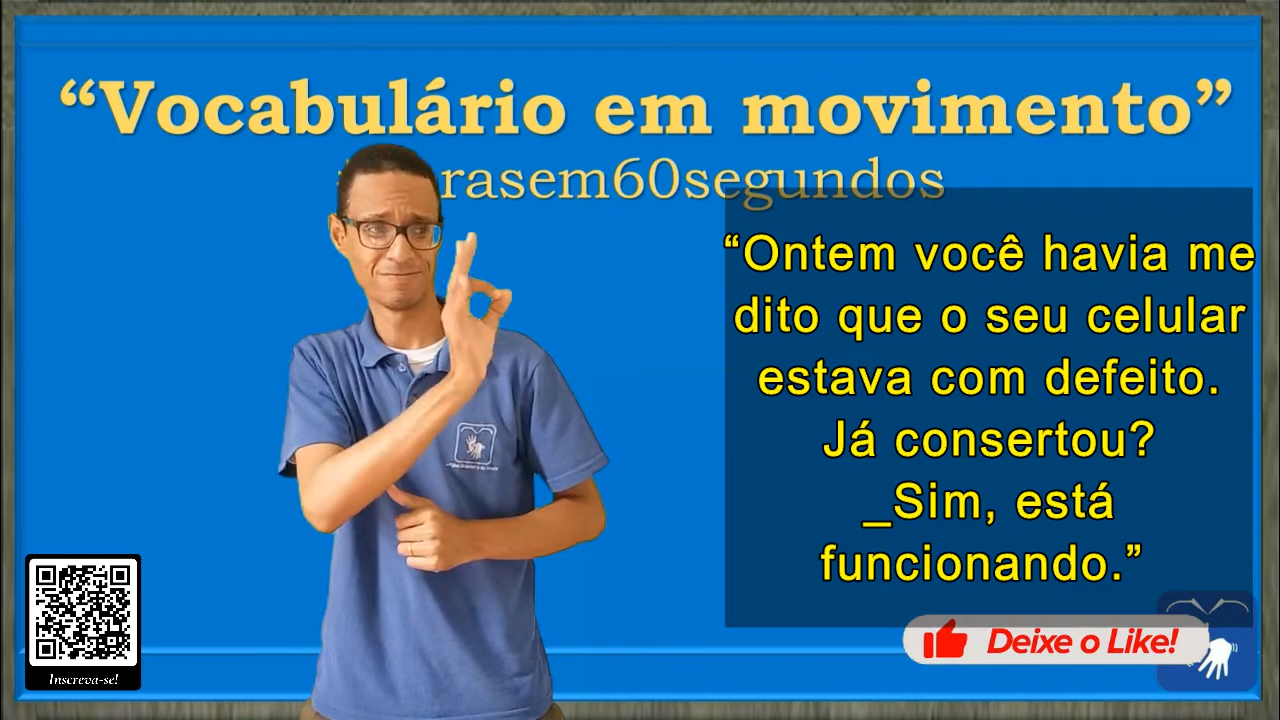 “Vocabulário em movimento”
rasem60segundos
“Ontem você havia me
dito que o seu celular
estava com defeito.
Já consertou?
_Sim, está
funcionando.”
Deixe o Like!
Inscreva-se!